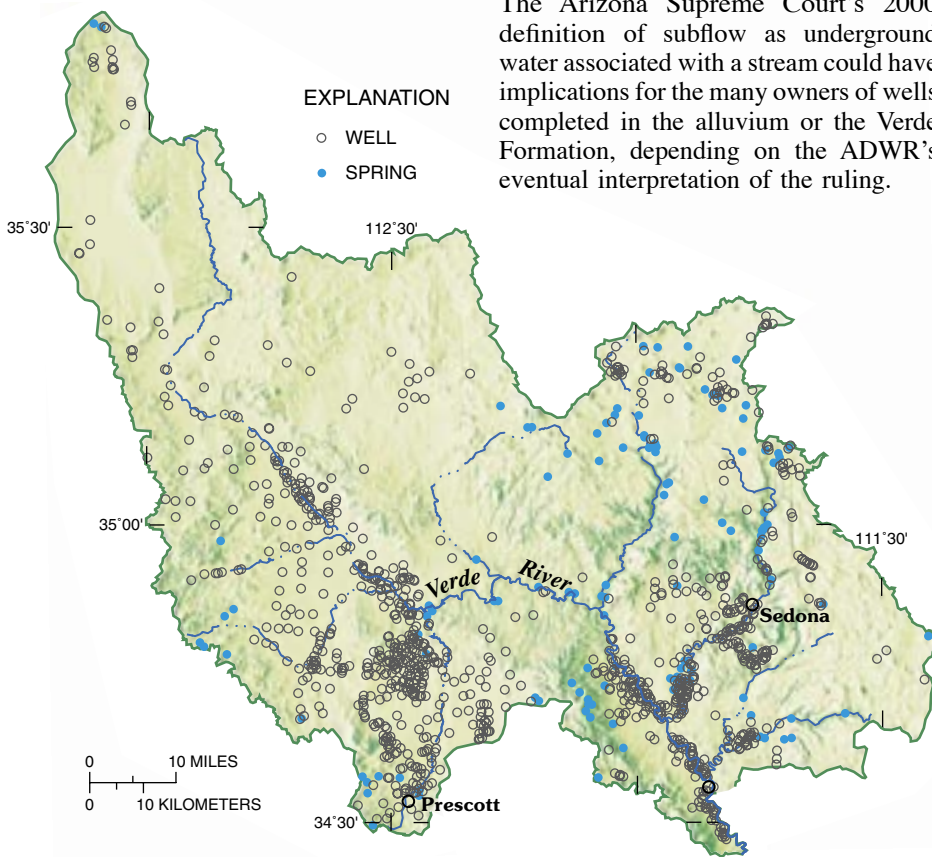 The Arizona Supreme Court's 2000
definition of subflow as underground
water associated with a stream could have
implications for the many owners of wells
completed in the alluvium or the Verde
Formation, depending on the ADWR's
eventual interpretation of the ruling.
EXPLANATION
WELL
SPRING
35°30'
112°30'
35°00'
111°30'
Verde River
Sedona
0 10 MILES
0 10 KILOMETERS
Prescott
34°30'